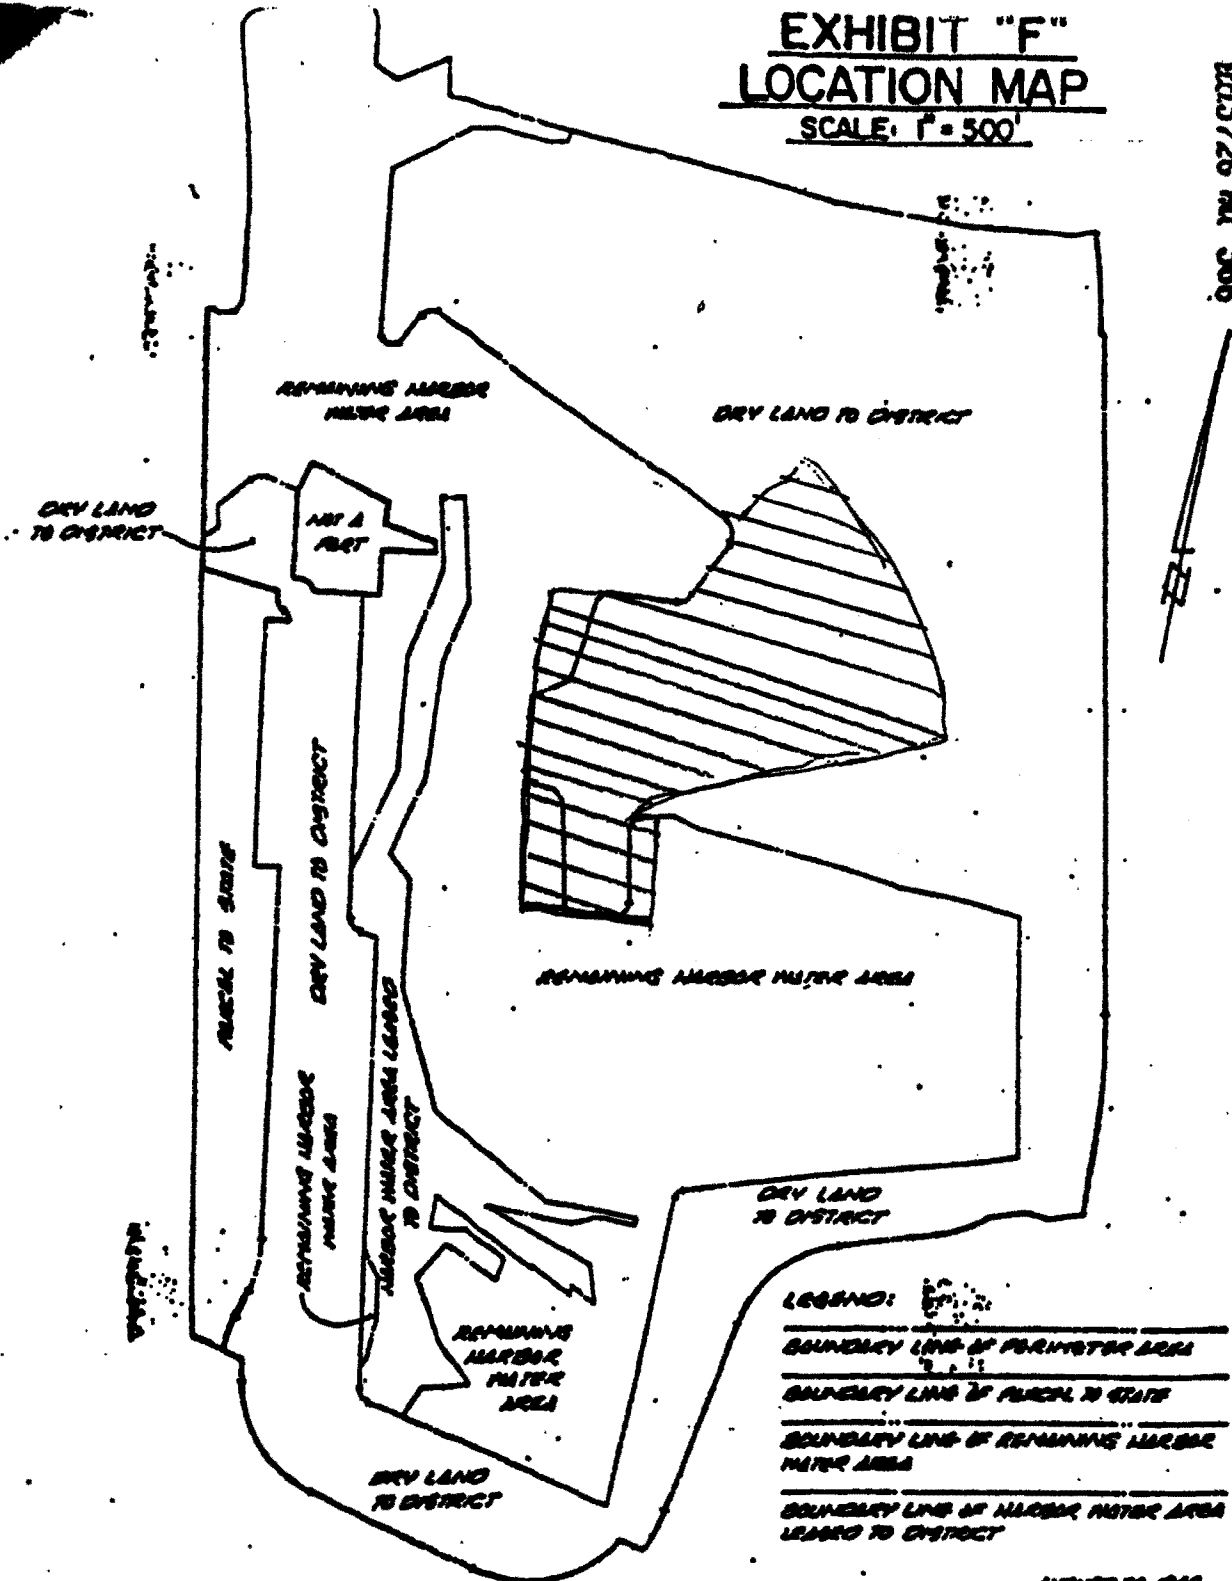 EXHIBIT "F"
LOCATION MAP
SCALE: 1" = 500'
REMAINING HARBOR
WATER AREA
DRY LAND TO DISTRICT
DRY LAND
TO DISTRICT
NOT A
PART
PARCEL TO STATE
DRY LAND TO DISTRICT
REMAINING HARBOR
WATER AREA
HARBOR WATER AREA LEASED
TO DISTRICT
REMAINING HARBOR WATER AREA
DRY LAND
TO DISTRICT
REMAINING
HARBOR
WATER
AREA
DRY LAND
TO DISTRICT
LEGEND:
BOUNDARY LINE OF PERIMETER AREA
BOUNDARY LINE OF PARCEL TO STATE
BOUNDARY LINE OF REMAINING HARBOR
WATER AREA
BOUNDARY LINE OF HARBOR WATER AREA
LEASED TO DISTRICT